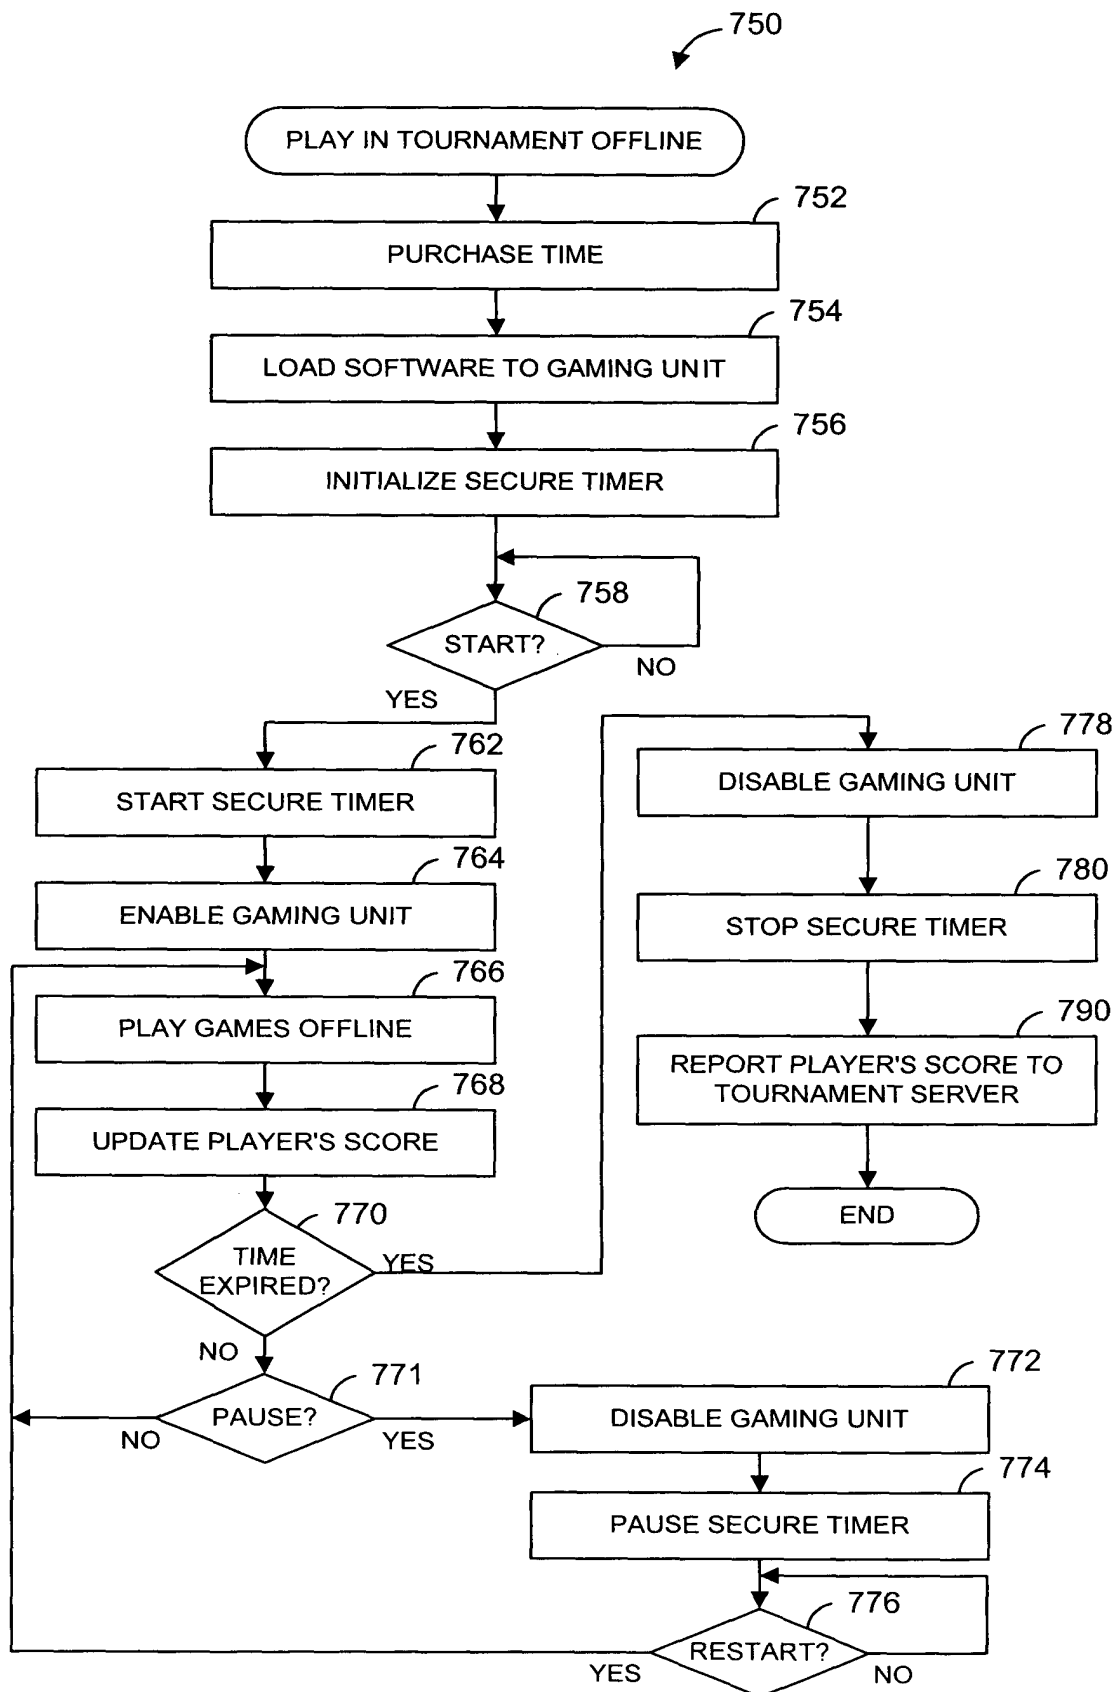 750
PLAY IN TOURNAMENT OFFLINE
752
PURCHASE TIME
754
LOAD SOFTWARE TO GAMING UNIT
756
INITIALIZE SECURE TIMER
758
START?
NO
YES
762
START SECURE TIMER
764
ENABLE GAMING UNIT
766
PLAY GAMES OFFLINE
768
UPDATE PLAYER'S SCORE
770
TIME
EXPIRED?
YES
NO
778
DISABLE GAMING UNIT
780
STOP SECURE TIMER
790
REPORT PLAYER'S SCORE TO
TOURNAMENT SERVER
END
771
PAUSE?
NO
YES
772
DISABLE GAMING UNIT
774
PAUSE SECURE TIMER
776
RESTART?
YES
NO